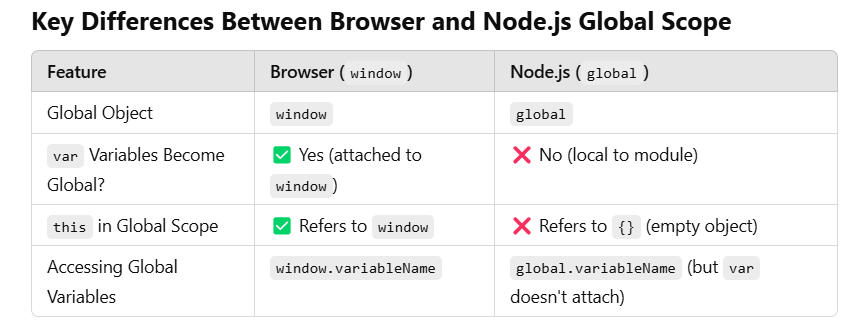 Key Differences Between Browser and Node.js Global Scope
Feature Browser ( window ) Node.js ( global )
Global Object window global
var Variables Become ✅ Yes (attached to ❌ No (local to module)
Global? window )
this in Global Scope ✅ Refers to window ❌ Refers to {} (empty object)
Accessing Global window.variableName global.variableName (but var
Variables doesn't attach)